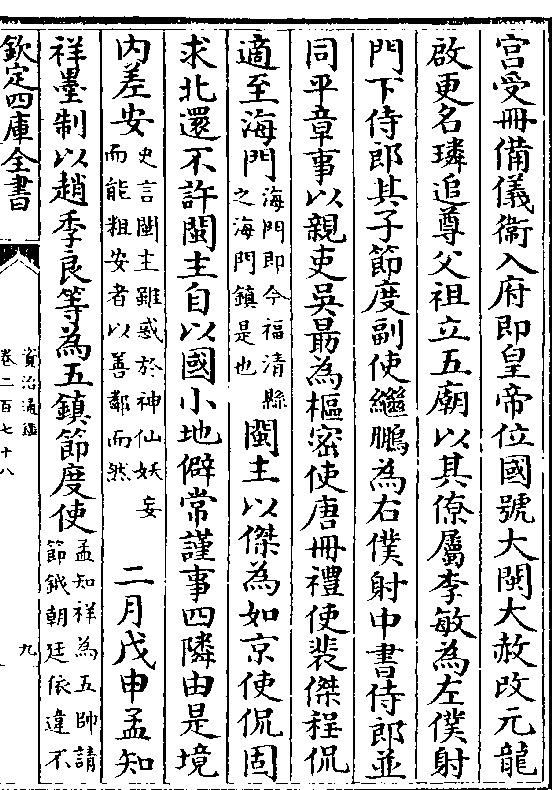 宫受冊備儀衛入府即皇帝位國號大閩大赦改元龍
啟更名璘追尊父祖立五廟以其僚屬李敏為左僕射
門下侍郎其子節度副使繼鵬為右僕射中書侍郎並
同平章事以親吏吳朂為樞密使唐冊禮使裴傑程侃
適至海門海門即今福清縣之海門鎮是也閩主以傑為如京使侃固
求北還不許閩主自以國小地僻常謹事四隣由是境
内差安史言閩主雖惑於神仙妖妄而能粗安者以善鄰而然二月戊申孟知
祥墨制以趙季良等為五鎮節度使孟知祥為五帥請節鉞朝廷依違不
欽定四庫全書
資治通鑑
卷二百七十八
九